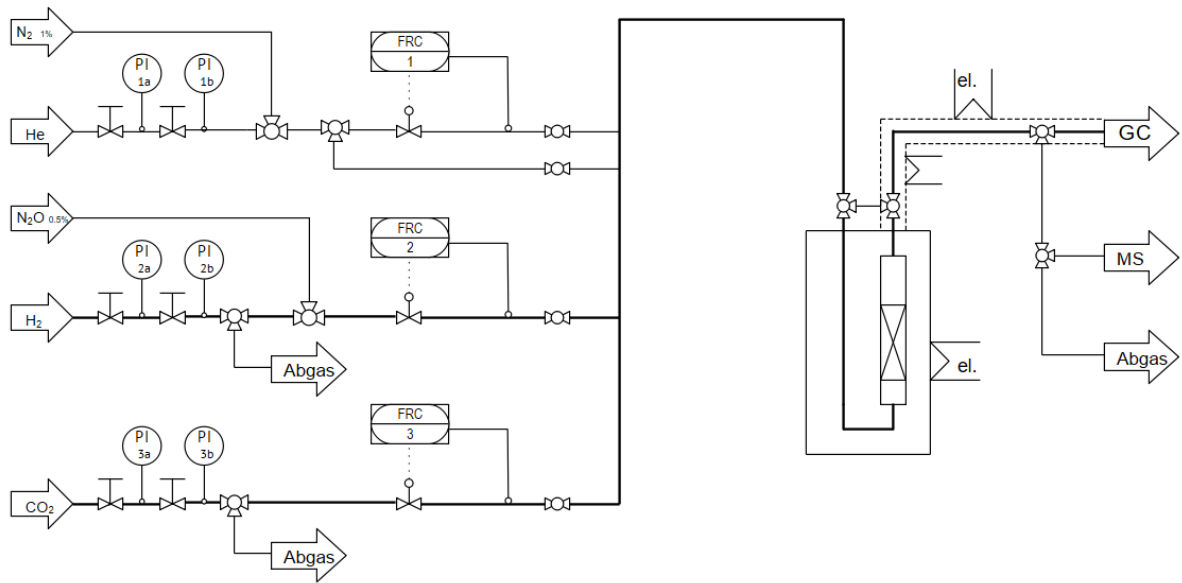 N₂ 1%
FRC
1
PI
1a
PI
1b
He
el.
GC
N₂O 0.5%
FRC
2
PI
2a
PI
2b
MS
H₂
Abgas
el.
Abgas
FRC
3
PI
3a
PI
3b
CO₂
Abgas